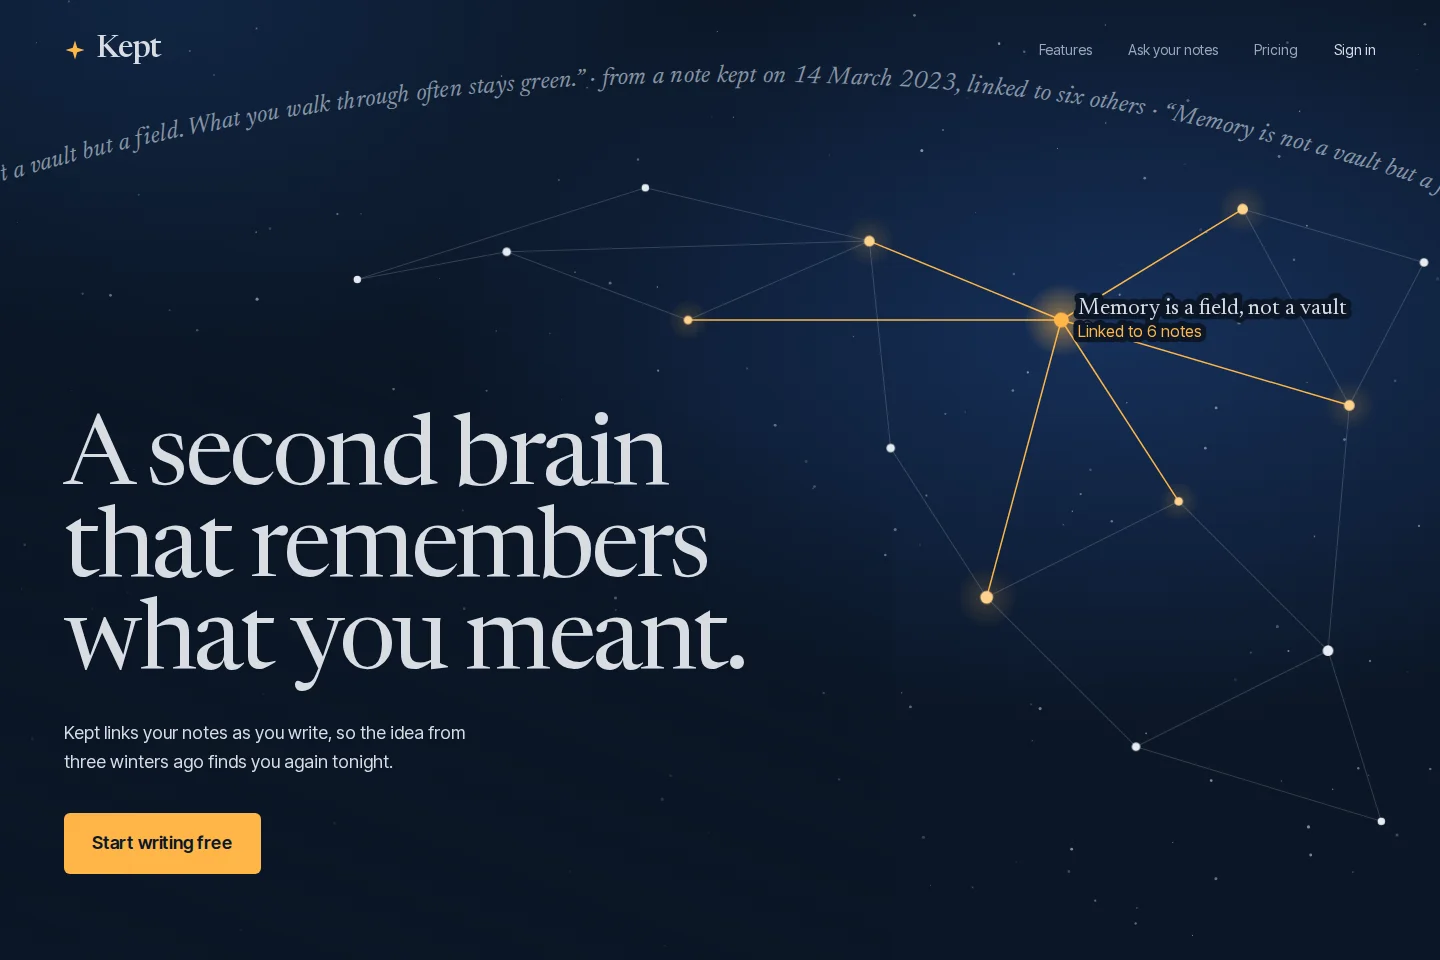 Kept
Features
Ask your notes
Pricing
Sign in
t a vault but a field. What you walk through often stays green.” · from a note kept on 14 March 2023, linked to six others · “Memory is not a vault but a
Memory is a field, not a vault
Linked to 6 notes
A second brain
that remembers
what you meant.
Kept links your notes as you write, so the idea from
three winters ago finds you again tonight.
Start writing free